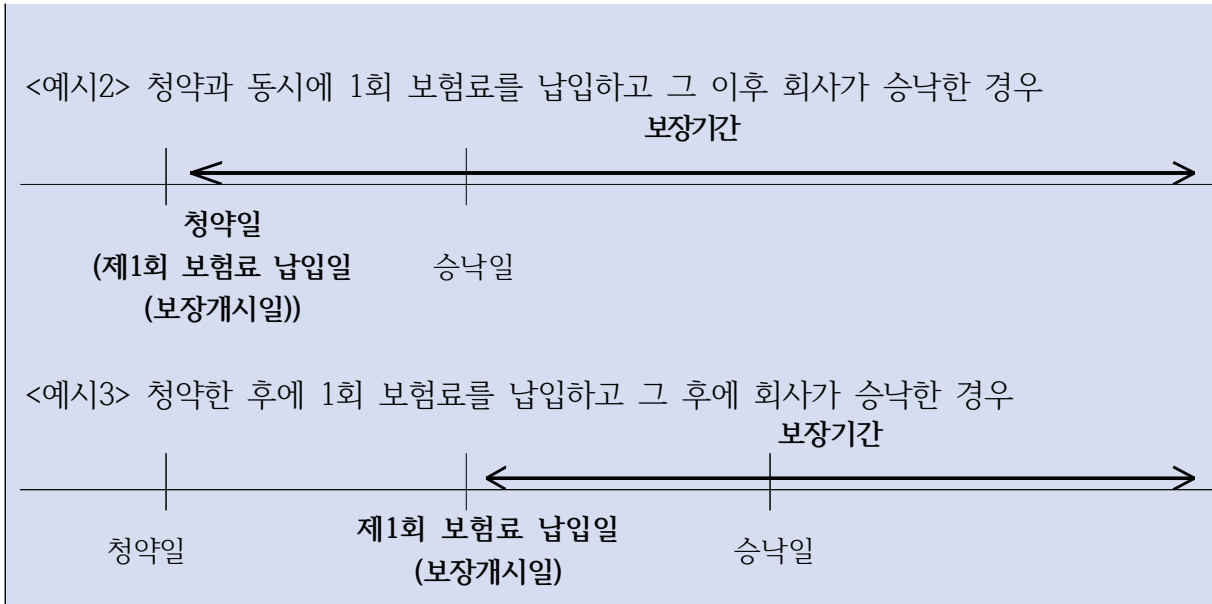 <예시2> 청약과 동시에 1회 보험료를 납입하고 그 이후 회사가 승낙한 경우
보장기간
청약일
(제1회 보험료 납입일
(보장개시일))
승낙일
<예시3> 청약한 후에 1회 보험료를 납입하고 그 후에 회사가 승낙한 경우
보장기간
청약일
제1회 보험료 납입일
(보장개시일)
승낙일